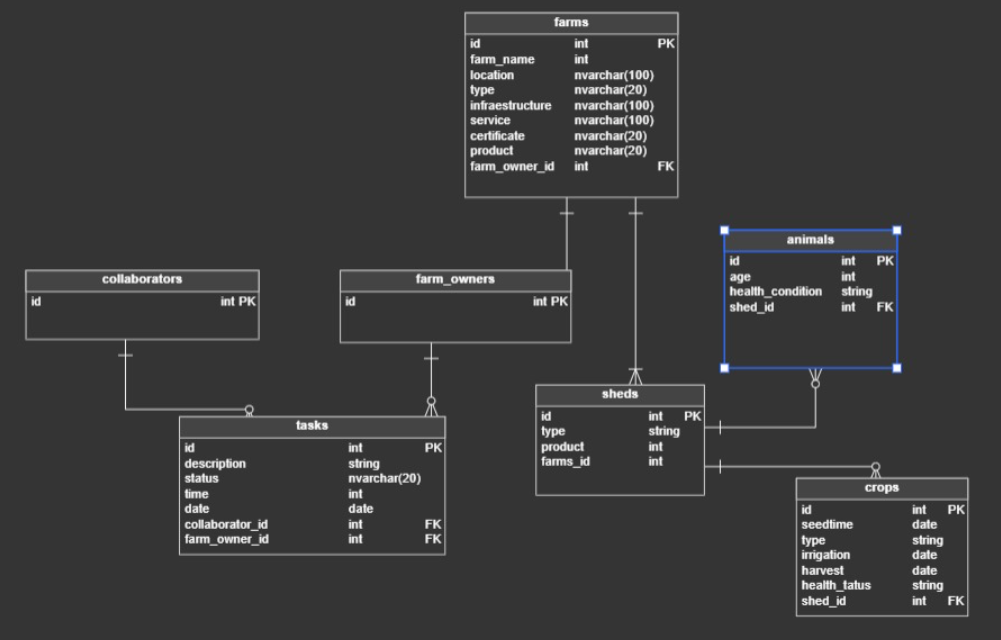 farms
id int PK
farm_name int
location nvarchar(100)
type nvarchar(20)
infraestructure nvarchar(100)
service nvarchar(100)
certificate nvarchar(20)
product nvarchar(20)
farm_owner_id int FK
animals
id int PK
age int
health_condition string
shed_id int FK
collaborators
id int PK
farm_owners
id int PK
sheds
id int PK
type string
product int
farms_id int
tasks
id int PK
description string
status nvarchar(20)
time int
date date
collaborator_id int FK
farm_owner_id int FK
crops
id int PK
seedtime date
type string
irrigation date
harvest date
health_tatus string
shed_id int FK